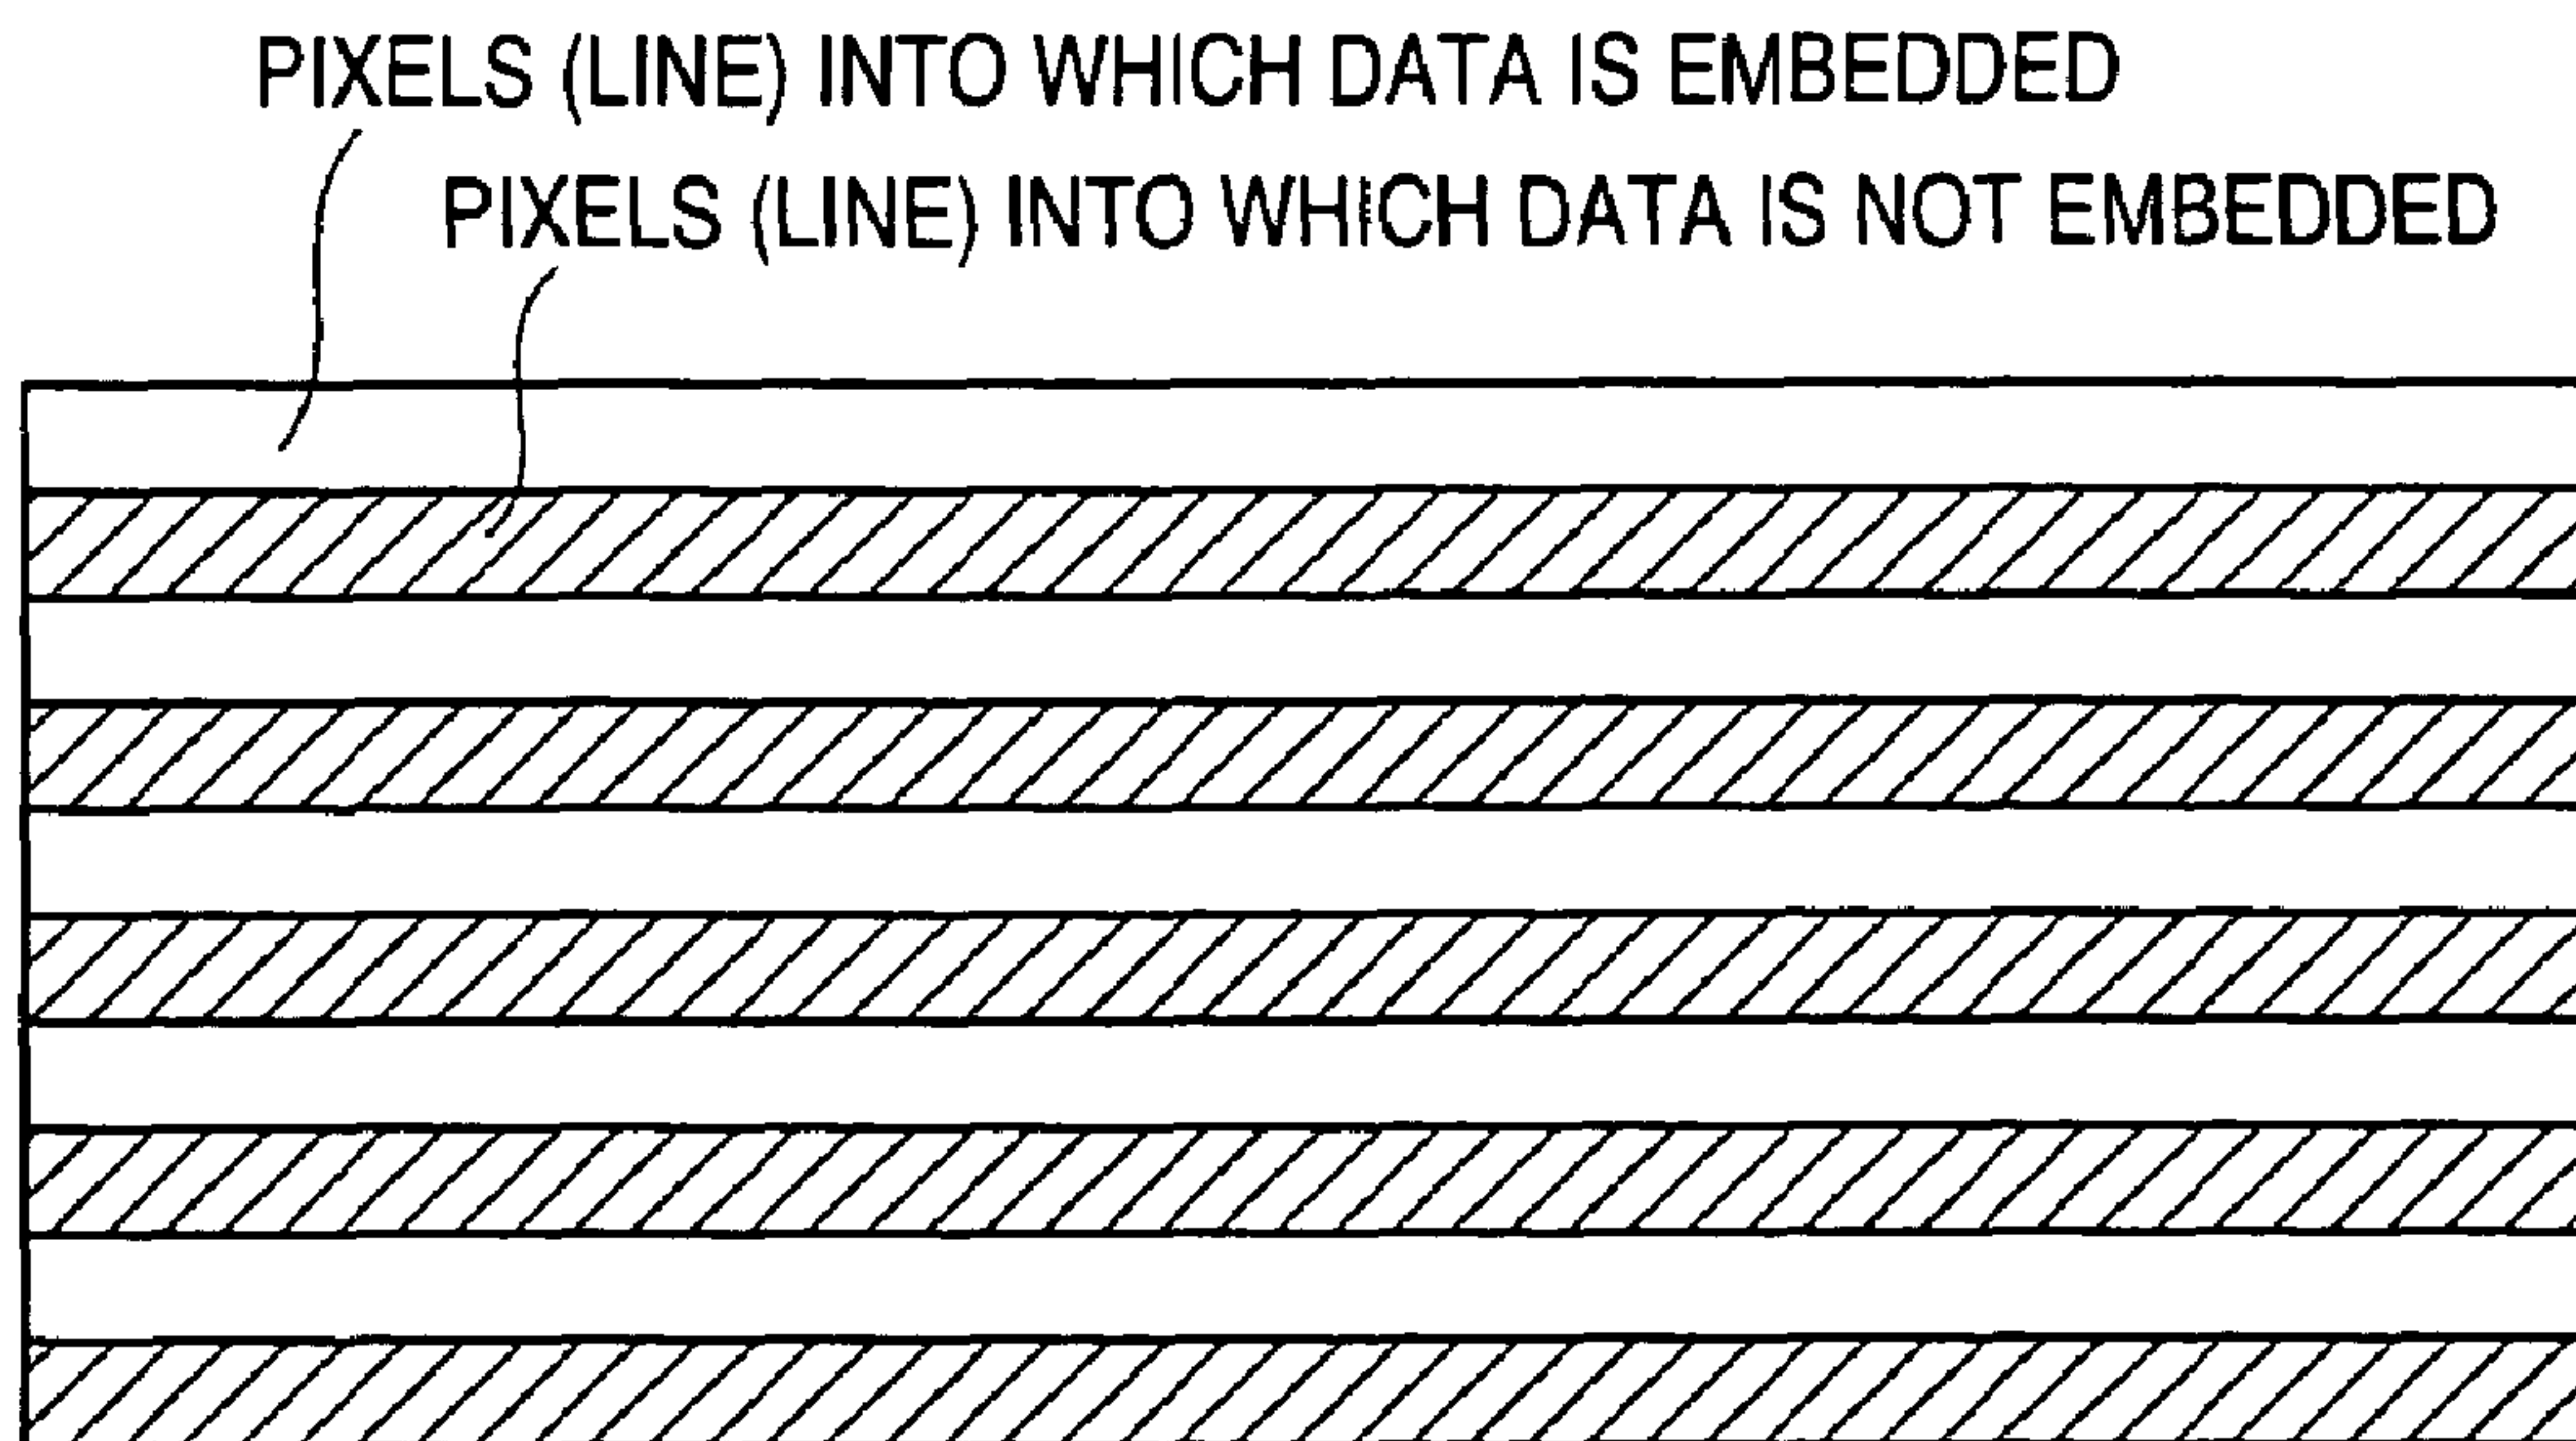 PIXELS (LINE) INTO WHICH DATA IS EMBEDDED
PIXELS (LINE) INTO WHICH DATA IS NOT EMBEDDED